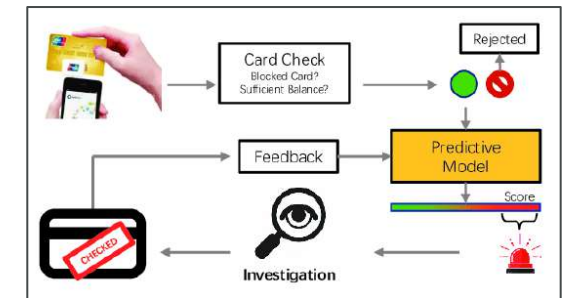 Rejected
Card Check
Blocked Card?
Sufficient Balance?
Feedback
Predictive
Model
Score
CHECKED
Investigation